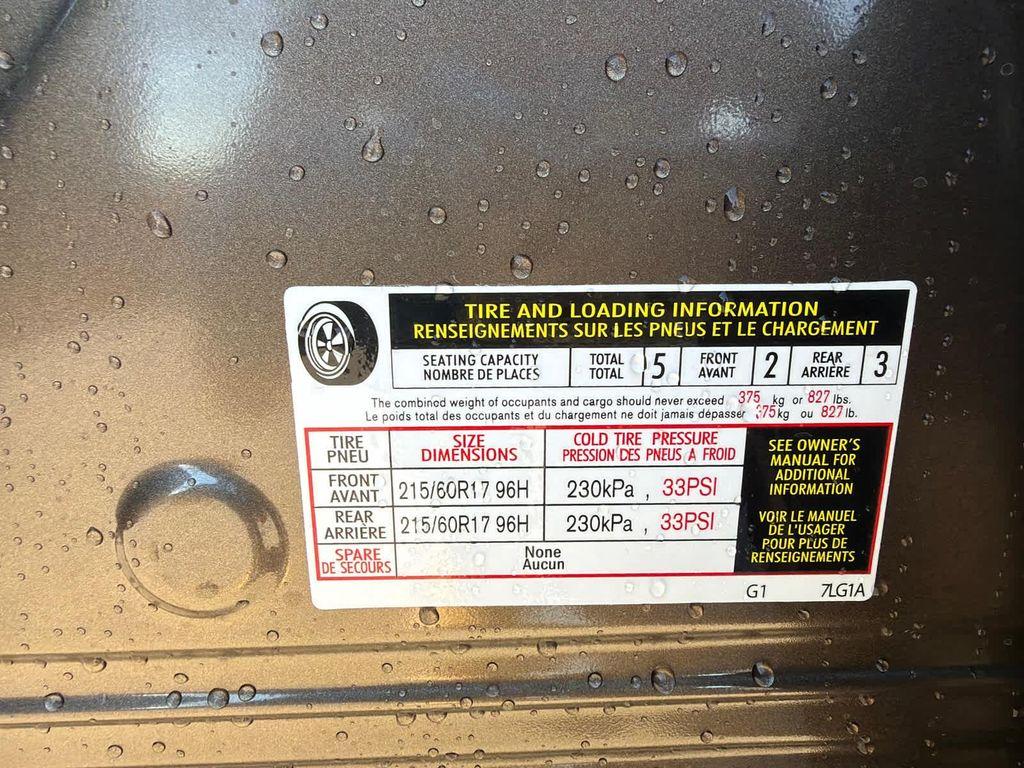 TIRE AND LOADING INFORMATION
RENSEIGNEMENTS SUR LES PNEUS ET LE CHARGEMENT
SEATING CAPACITY
NOMBRE DE PLACES
TOTAL
TOTAL
5
FRONT
AVANT
2
REAR
ARRIÈRE
3
The combined weight of occupants and cargo should never exceed 375 kg or 827 lbs.
Le poids total des occupants et du chargement ne doit jamais dépasser 375 kg ou 827 lb.
TIRE
PNEU
SIZE
DIMENSIONS
COLD TIRE PRESSURE
PRESSION DES PNEUS A FROID
FRONT
AVANT
215/60R17 96H
230kPa , 33PSI
REAR
ARRIÈRE
215/60R17 96H
230kPa , 33PSI
SPARE
DE SECOURS
None
Aucun
SEE OWNER'S
MANUAL FOR
ADDITIONAL
INFORMATION
VOIR LE MANUEL
DE L'USAGER
POUR PLUS DE
RENSEIGNEMENTS
G1 7LG1A